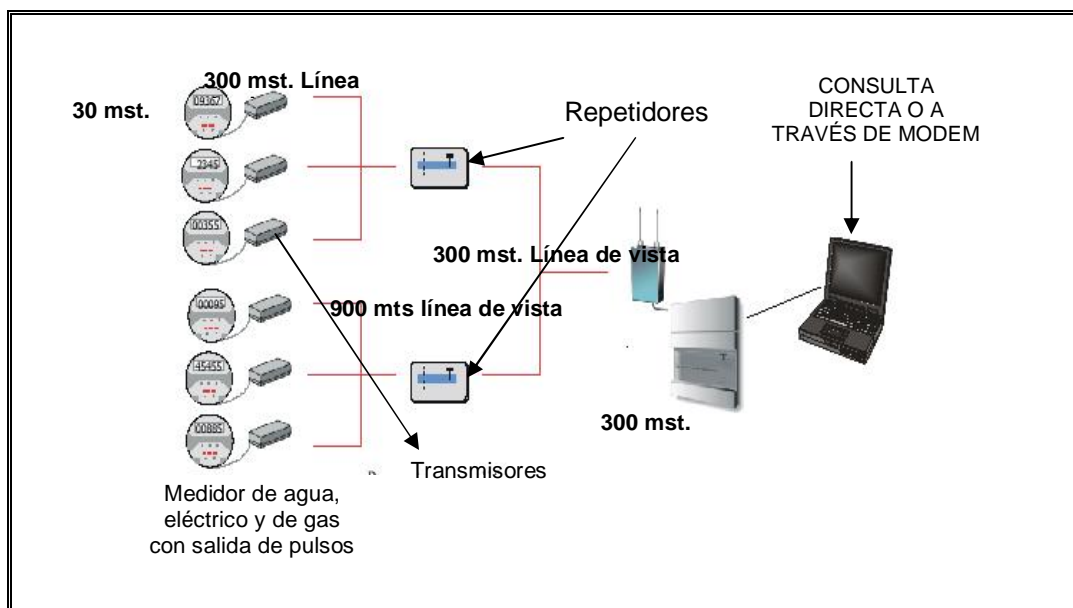 300 mst. Línea
30 mst.
CONSULTA
DIRECTA O A
TRAVÉS DE MODEM
Repetidores
09367
2345
00355
300 mst. Línea de vista
00095
900 mts línea de vista
45455
00885
300 mst.
Transmisores
Medidor de agua,
eléctrico y de gas
con salida de pulsos